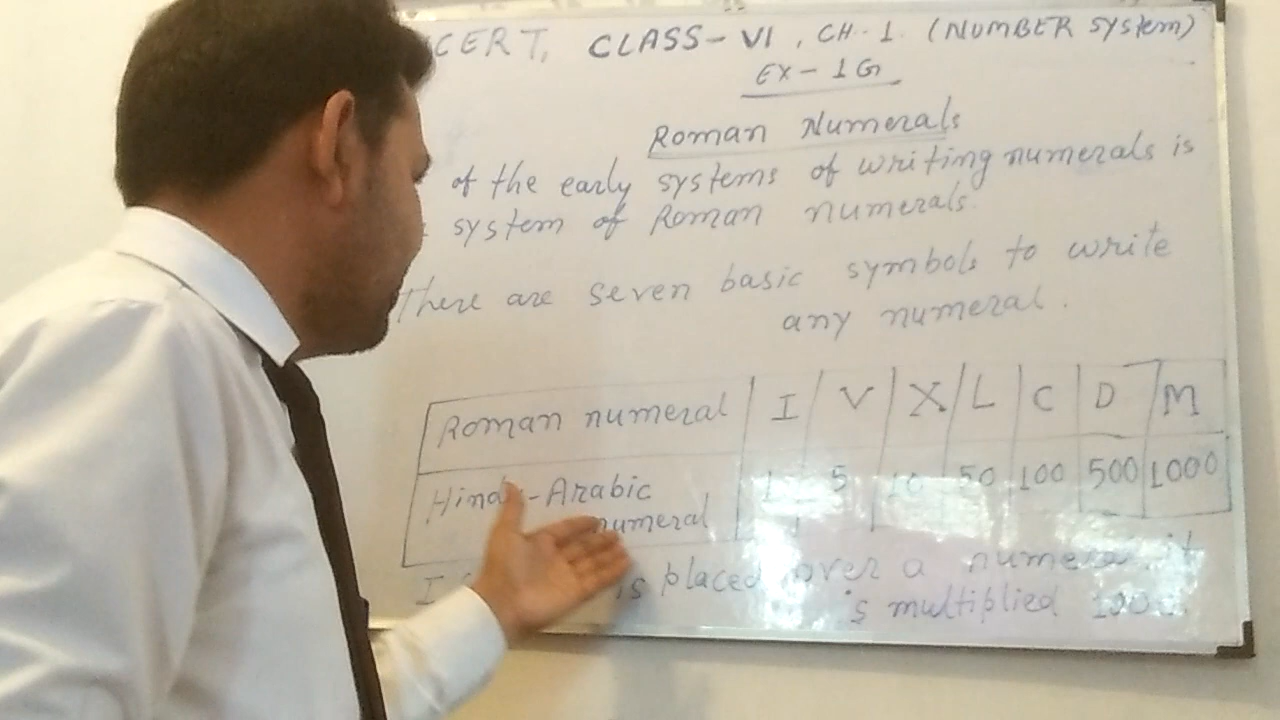 CERT, CLASS-VI, CH-1. (NUMBER System)
EX-1G
Roman Numerals
of the early systems of writing numerals is
system of Roman numerals.
There are seven basic symbols to write
any numeral.
Roman numeral I V X L C D M
Hindu-Arabic 1 5 10 50 100 500 1000
numeral
is placed over a numeral it
is multiplied